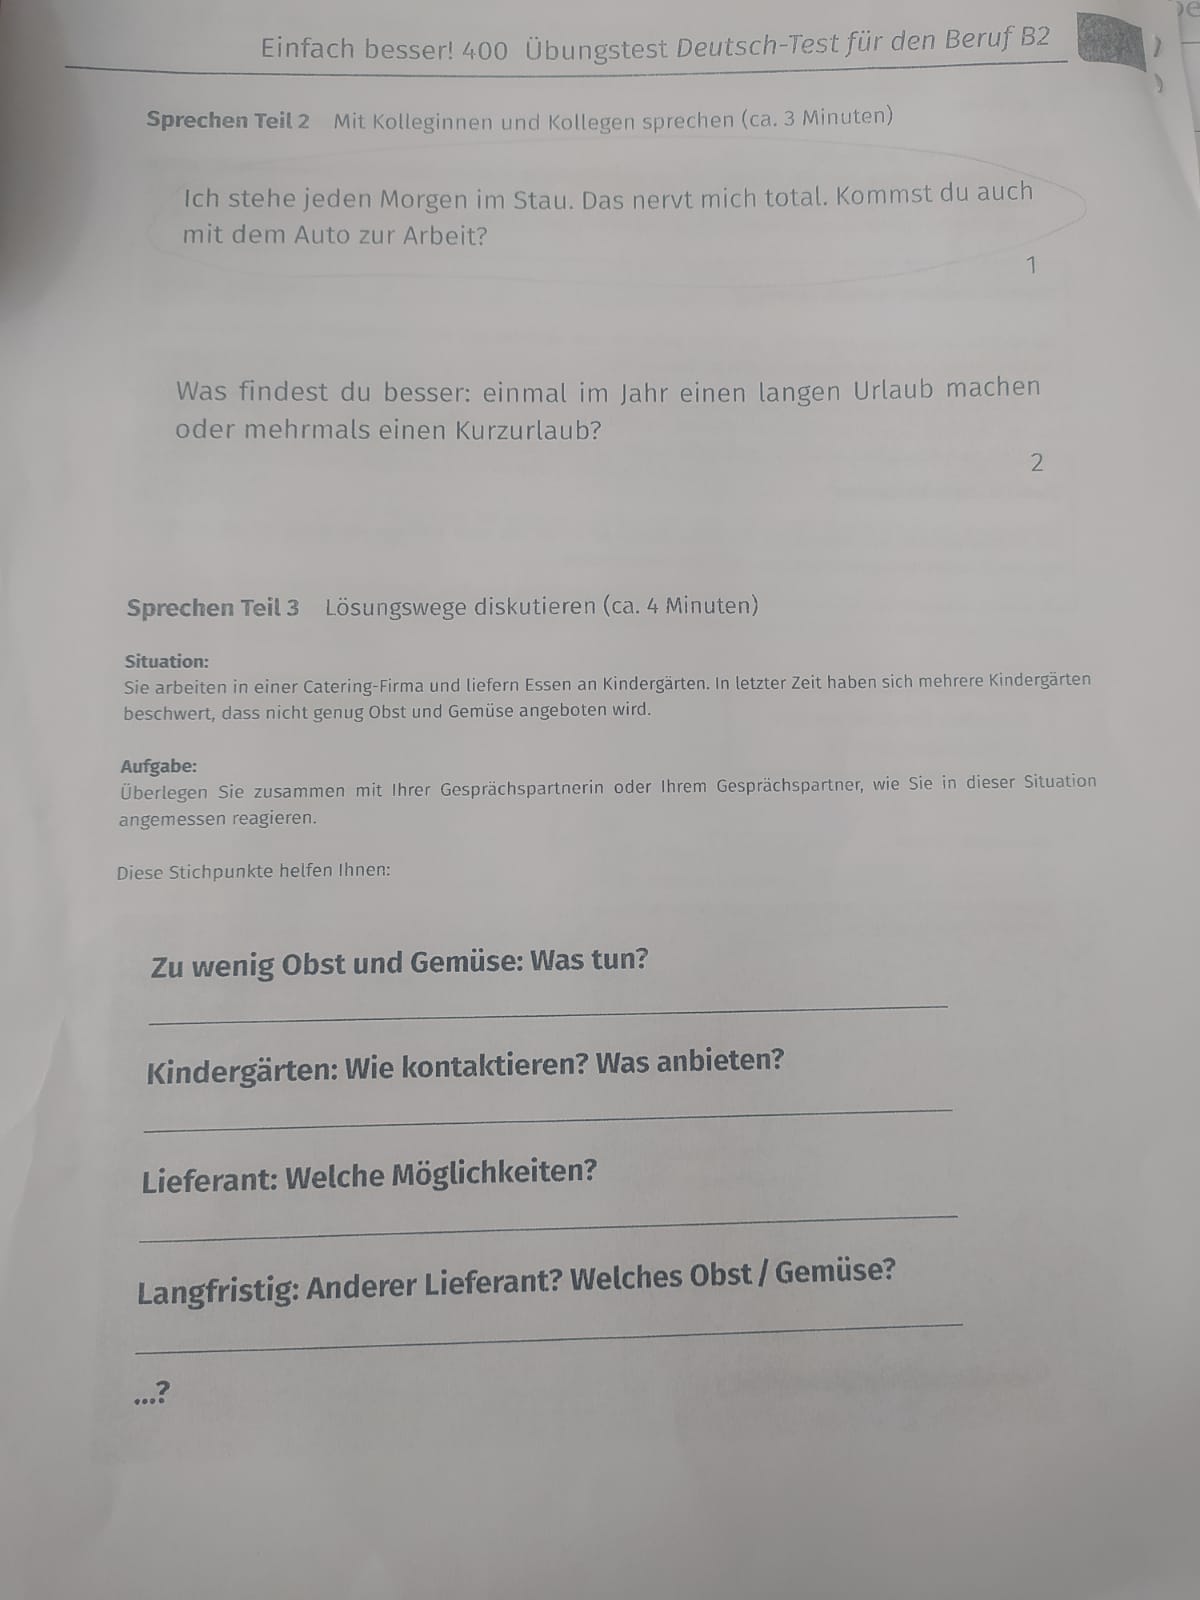 Einfach besser! 400 Übungstest Deutsch-Test für den Beruf B2
Sprechen Teil 2 Mit Kolleginnen und Kollegen sprechen (ca. 3 Minuten)
Ich stehe jeden Morgen im Stau. Das nervt mich total. Kommst du auch
mit dem Auto zur Arbeit?
1
Was findest du besser: einmal im Jahr einen langen Urlaub machen
oder mehrmals einen Kurzurlaub?
2
Sprechen Teil 3 Lösungswege diskutieren (ca. 4 Minuten)
Situation:
Sie arbeiten in einer Catering-Firma und liefern Essen an Kindergärten. In letzter Zeit haben sich mehrere Kindergärten
beschwert, dass nicht genug Obst und Gemüse angeboten wird.
Aufgabe:
Überlegen Sie zusammen mit Ihrer Gesprächspartnerin oder Ihrem Gesprächspartner, wie Sie in dieser Situation
angemessen reagieren.
Diese Stichpunkte helfen Ihnen:
Zu wenig Obst und Gemüse: Was tun?
Kindergärten: Wie kontaktieren? Was anbieten?
Lieferant: Welche Möglichkeiten?
Langfristig: Anderer Lieferant? Welches Obst / Gemüse?
...?